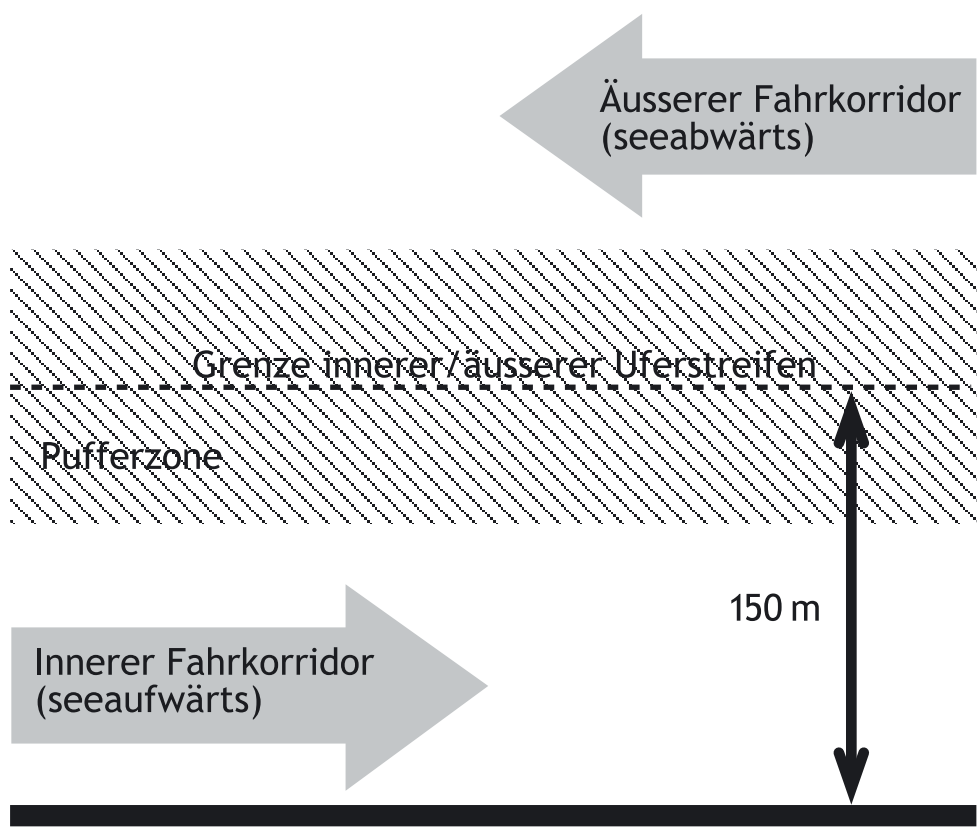 Äusserer Fahrkorridor
(seeabwärts)
Grenze innerer/äusserer Uferstreifen
Pufferzone
150 m
Innerer Fahrkorridor
(seeaufwärts)